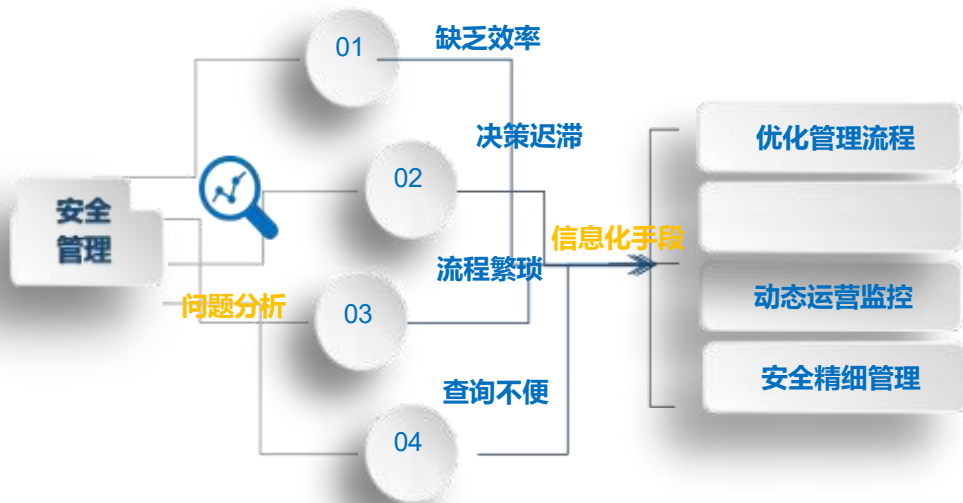 安全
管理
问题分析
01
缺乏效率
02
决策迟滞
03
流程繁琐
04
查询不便
信息化手段
优化管理流程
动态运营监控
安全精细管理